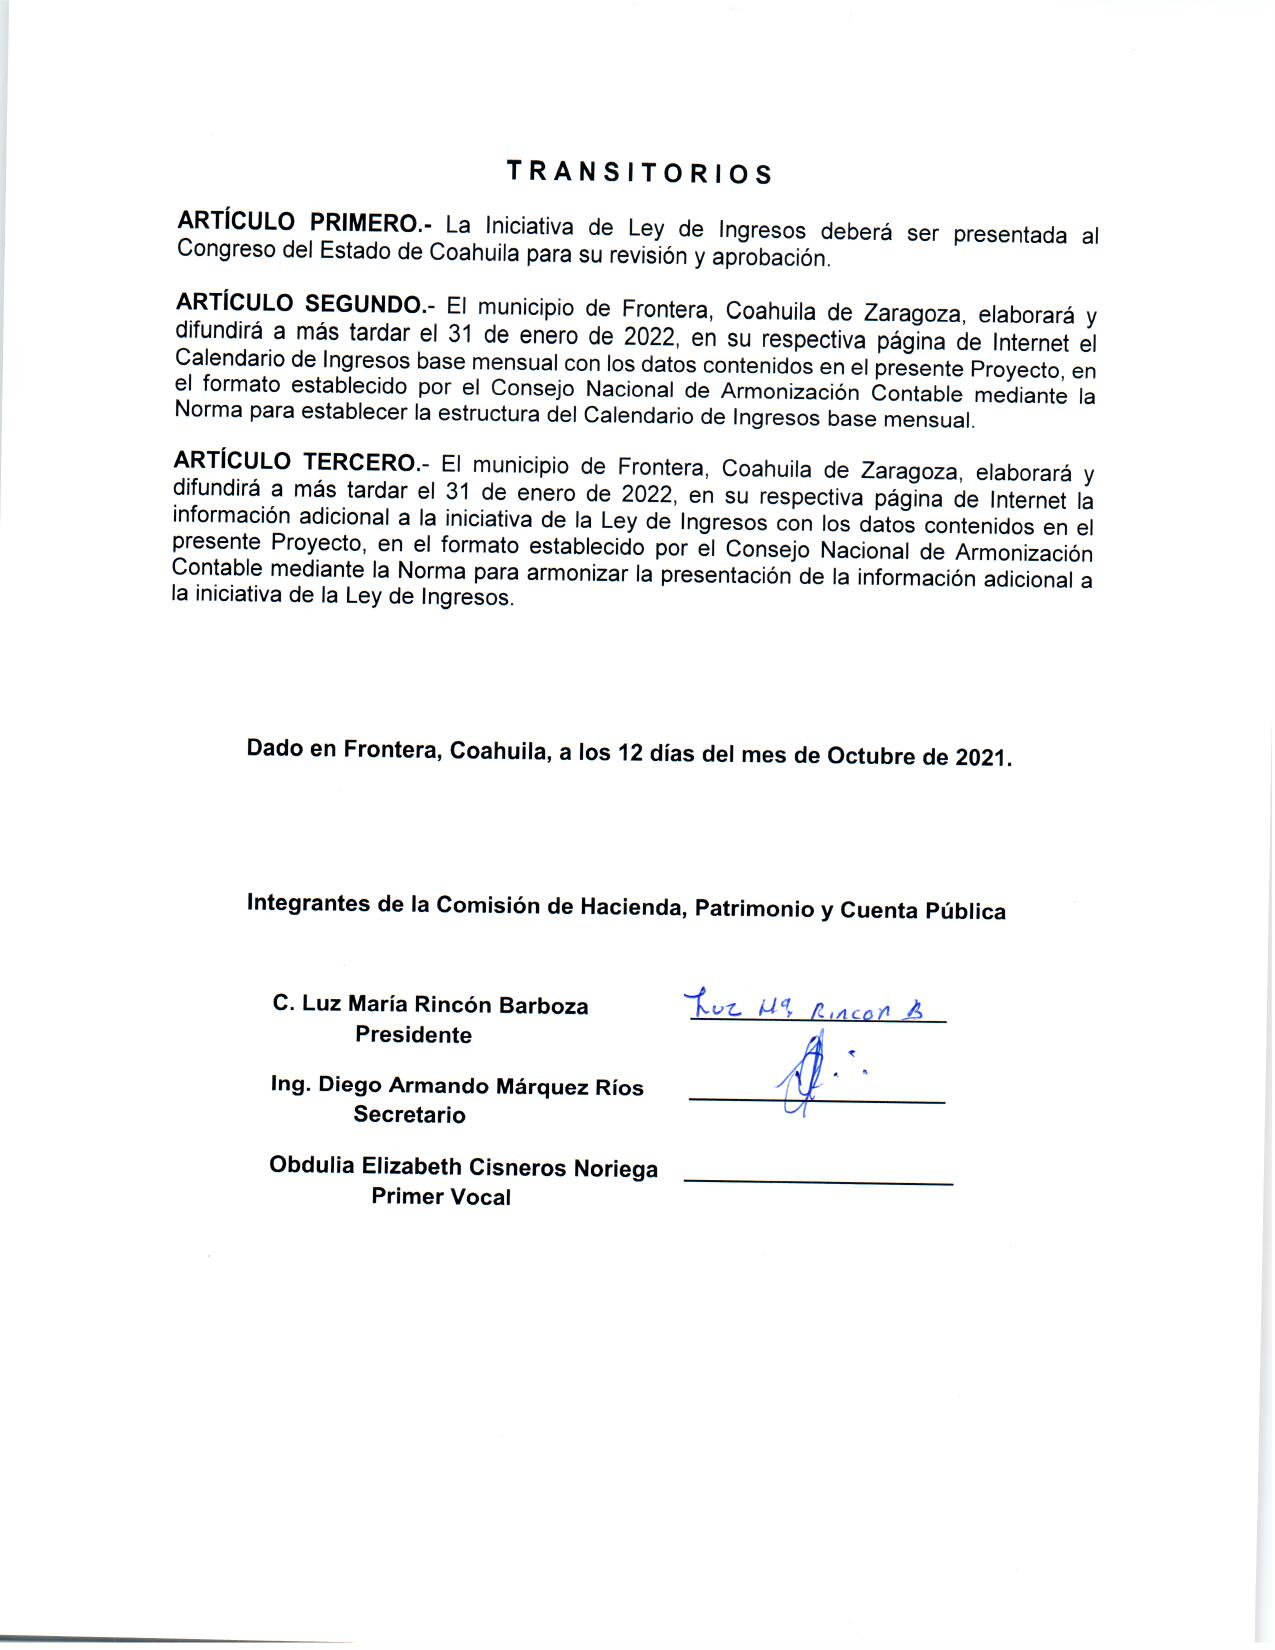 T R A N S I T O R I O S
ARTÍCULO PRIMERO.- La Iniciativa de Ley de Ingresos deberá ser presentada al
Congreso del Estado de Coahuila para su revisión y aprobación.
ARTÍCULO SEGUNDO.- El municipio de Frontera, Coahuila de Zaragoza, elaborará y
difundirá a más tardar el 31 de enero de 2022, en su respectiva página de Internet el
Calendario de Ingresos base mensual con los datos contenidos en el presente Proyecto, en
el formato establecido por el Consejo Nacional de Armonización Contable mediante la
Norma para establecer la estructura del Calendario de Ingresos base mensual.
ARTÍCULO TERCERO.- El municipio de Frontera, Coahuila de Zaragoza, elaborará y
difundirá a más tardar el 31 de enero de 2022, en su respectiva página de Internet la
información adicional a la iniciativa de la Ley de Ingresos con los datos contenidos en el
presente Proyecto, en el formato establecido por el Consejo Nacional de Armonización
Contable mediante la Norma para armonizar la presentación de la información adicional a
la iniciativa de la Ley de Ingresos.
Dado en Frontera, Coahuila, a los 12 días del mes de Octubre de 2021.
Integrantes de la Comisión de Hacienda, Patrimonio y Cuenta Pública
C. Luz María Rincón Barboza Luz Ma. Rincon B
Presidente
Ing. Diego Armando Márquez Ríos
Secretario
Obdulia Elizabeth Cisneros Noriega
Primer Vocal